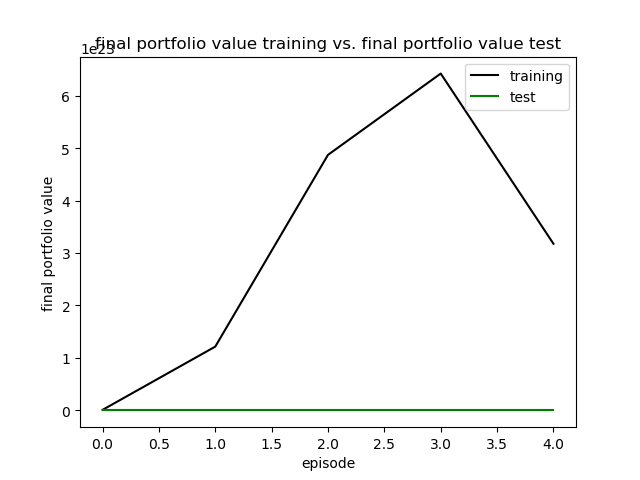 final portfolio value training vs. final portfolio value test
1e23
training
test
6
5
4
3
2
1
0
final portfolio value
0.0 0.5 1.0 1.5 2.0 2.5 3.0 3.5 4.0
episode